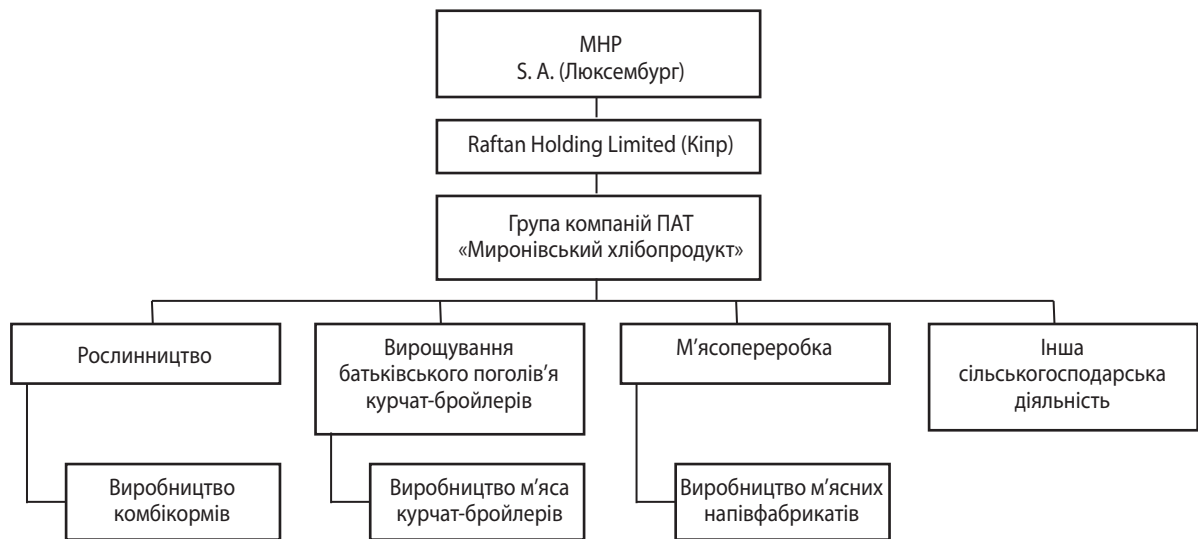 МНР
S. A. (Люксембург)
Raftan Holding Limited (Кіпр)
Група компаній ПАТ
«Миронівський хлібопродукт»
Рослинництво
Вирощування
батьківського поголів’я
курчат-бройлерів
М’ясопереробка
Інша
сільськогосподарська
діяльність
Виробництво
комбікормів
Виробництво м’яса
курчат-бройлерів
Виробництво м’ясних
напівфабрикатів